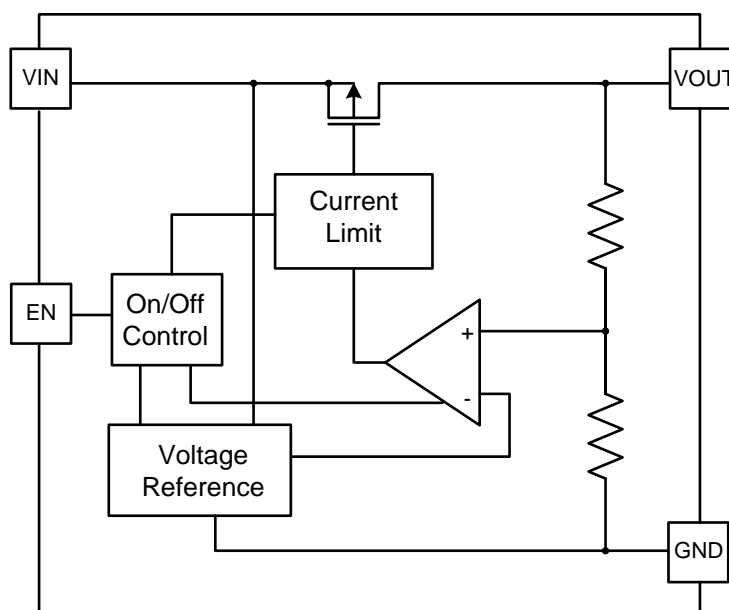 VIN
VOUT
Current
Limit
EN
On/Off
Control
+
-
Voltage
Reference
GND